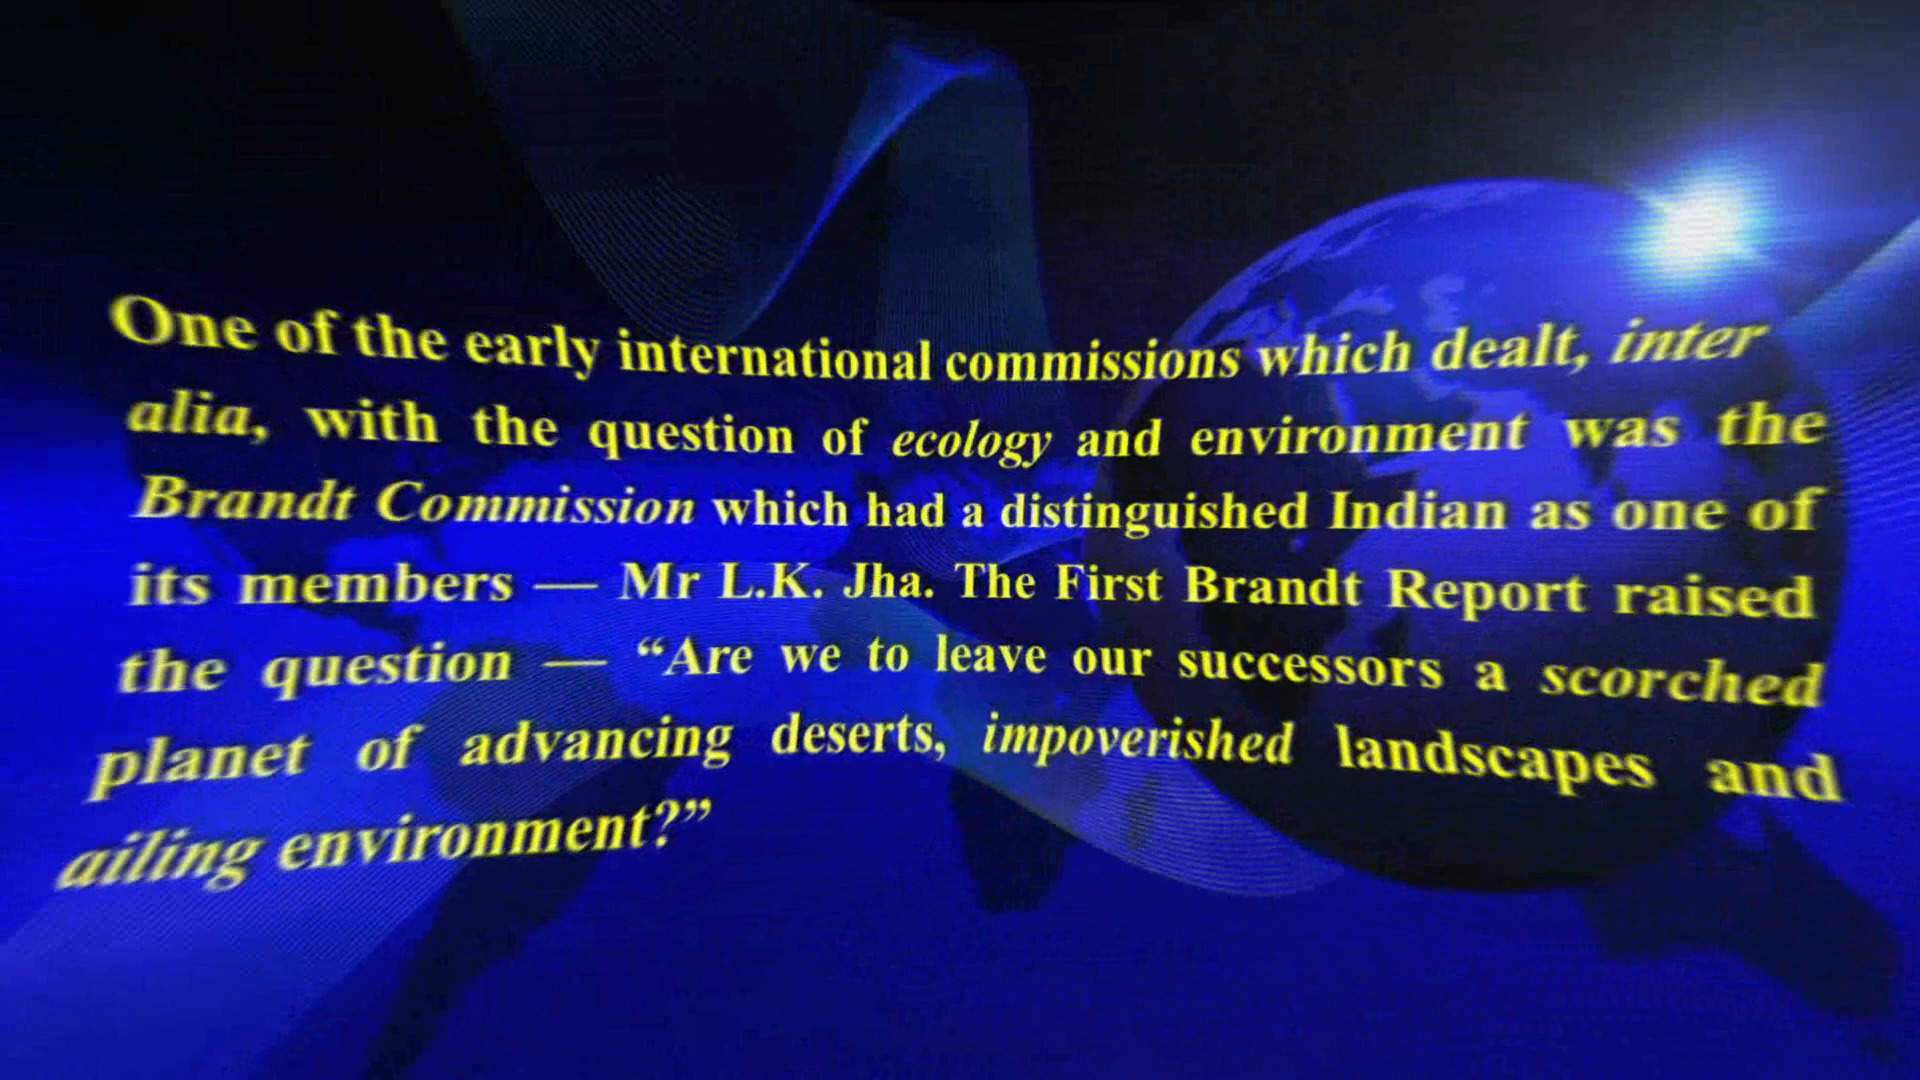 One of the early international commissions which dealt, inter
alia, with the question of ecology and environment was the
Brandt Commission which had a distinguished Indian as one of
its members — Mr L.K. Jha. The First Brandt Report raised
the question — “Are we to leave our successors a scorched
planet of advancing deserts, impoverished landscapes and
ailing environment?”